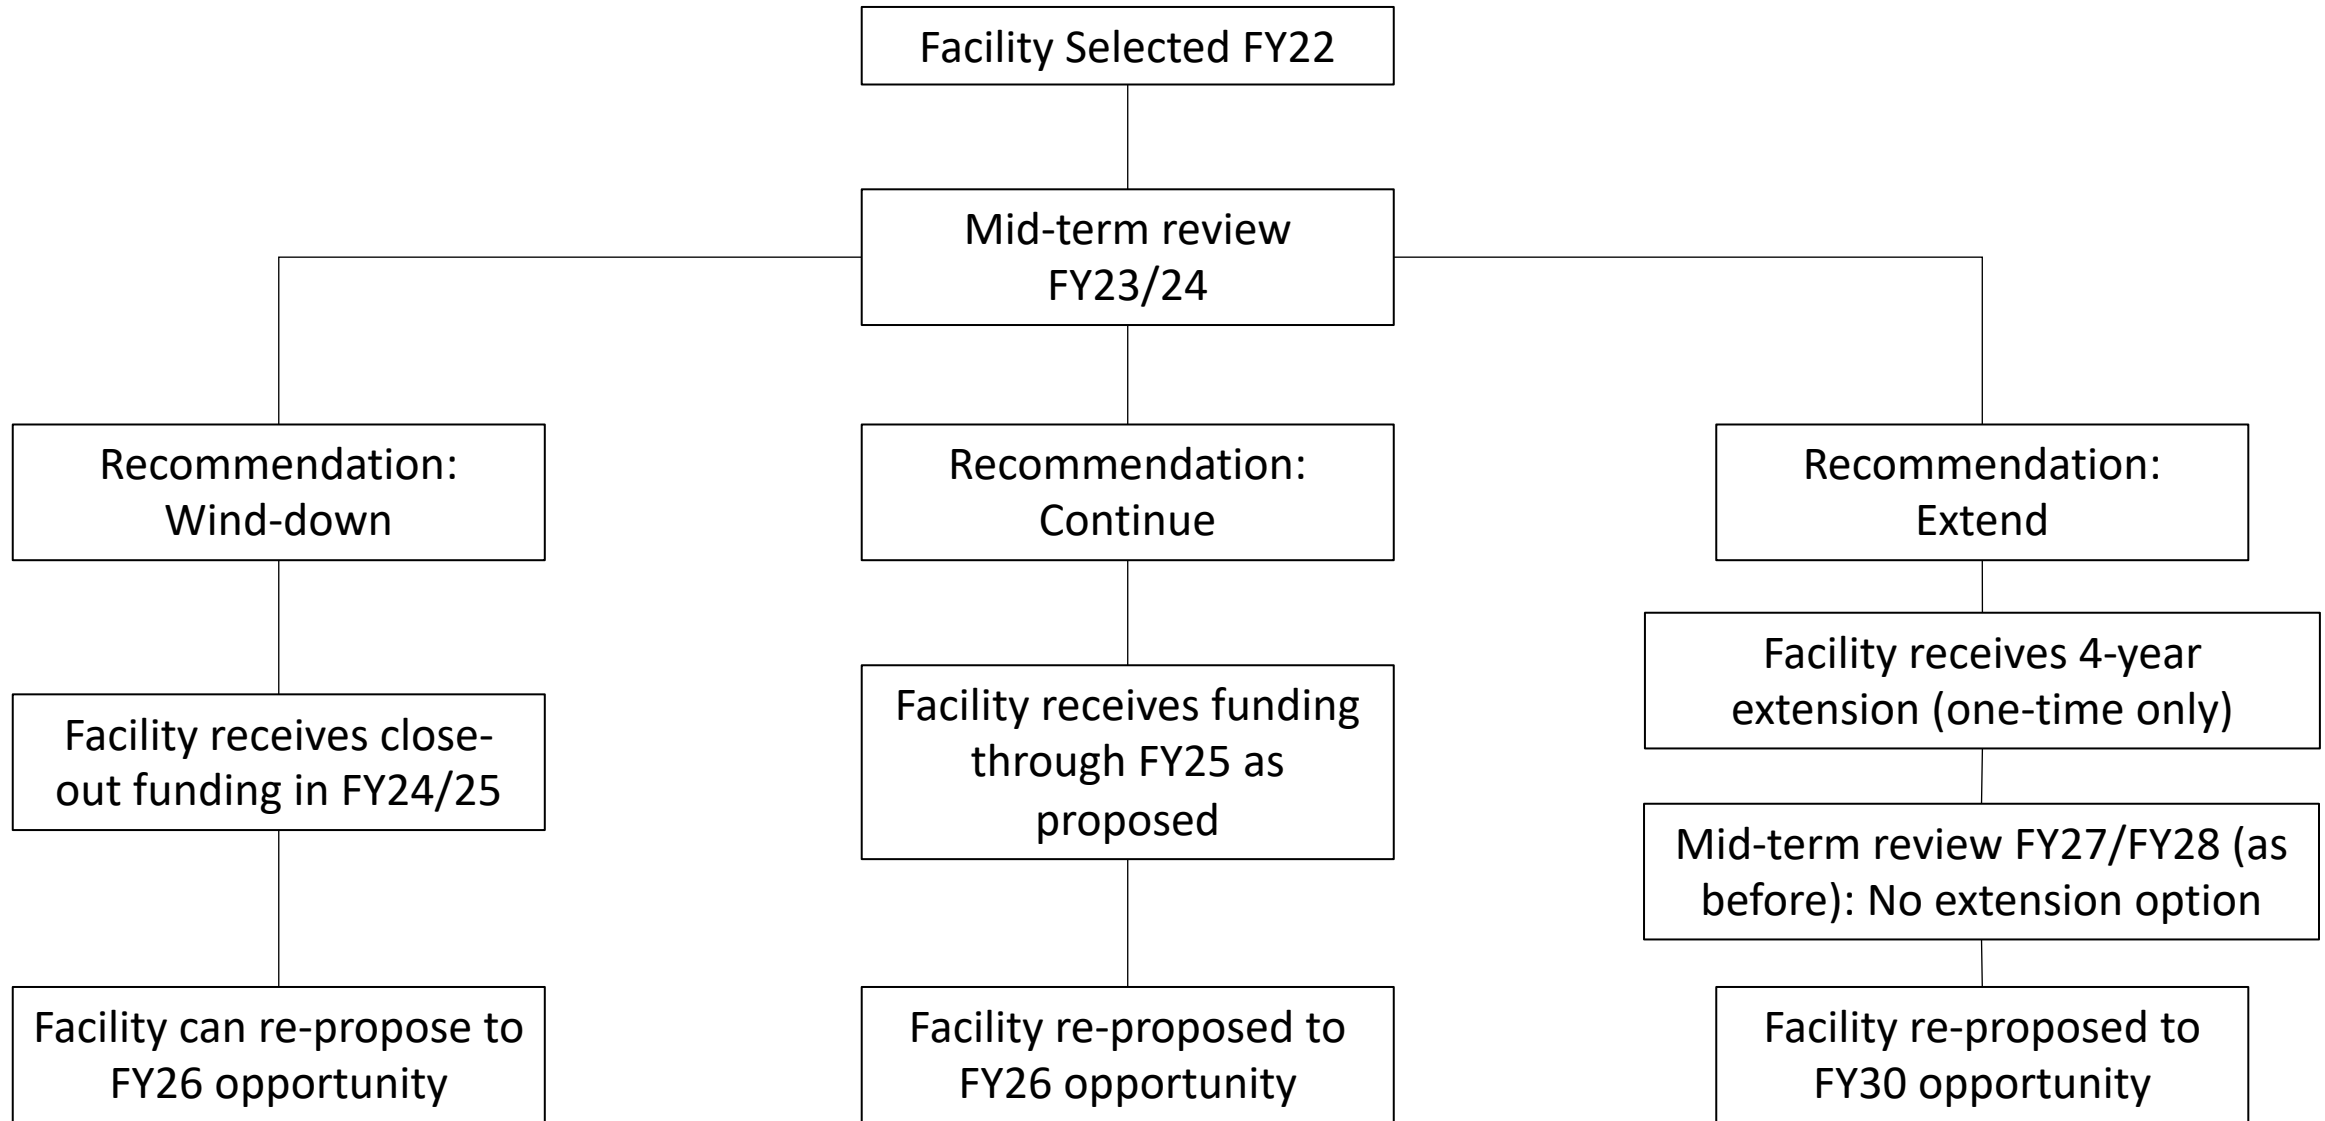 Facility Selected FY22
Mid-term review
FY23/24
Recommendation:
Wind-down
Recommendation:
Continue
Recommendation:
Extend
Facility receives close-
out funding in FY24/25
Facility receives funding
through FY25 as
proposed
Facility receives 4-year
extension (one-time only)
Mid-term review FY27/FY28 (as
before): No extension option
Facility can re-propose to
FY26 opportunity
Facility re-proposed to
FY26 opportunity
Facility re-proposed to
FY30 opportunity